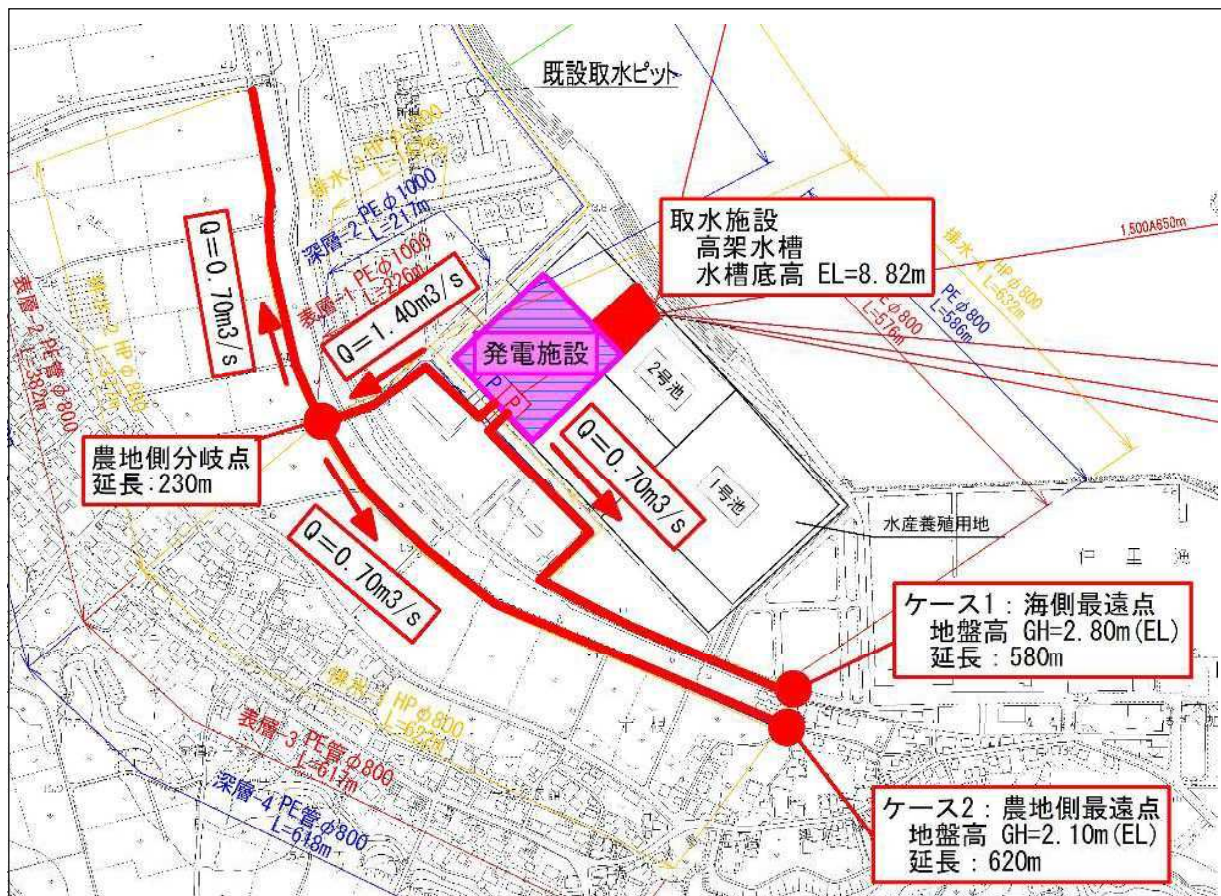 既設取水ピット
排水-3 HPφ1000
深層-2 PEφ1000
L=217m
表層-1 PEφ1000
L=226m
取水施設
高架水槽
水槽底高 EL=8.82m
1,500A650m
排水-4 HPφ800
L=632m
PEφ800
L=586m
PEφ800
L=576m
Q=0.70m3/s
Q=1.40m3/s
発電施設
P
P
2号池
1号池
Q=0.70m3/s
水産養殖用地
表層-2 PE管φ800
L=382m
農地側分岐点
延長:230m
Q=0.70m3/s
ケース1:海側最遠点
地盤高 GH=2.80m(EL)
延長:580m
HPφ800
表層-3 PE管φ800
L=617m
深層-4 PE管φ800
L=618m
ケース2:農地側最遠点
地盤高 GH=2.10m(EL)
延長:620m